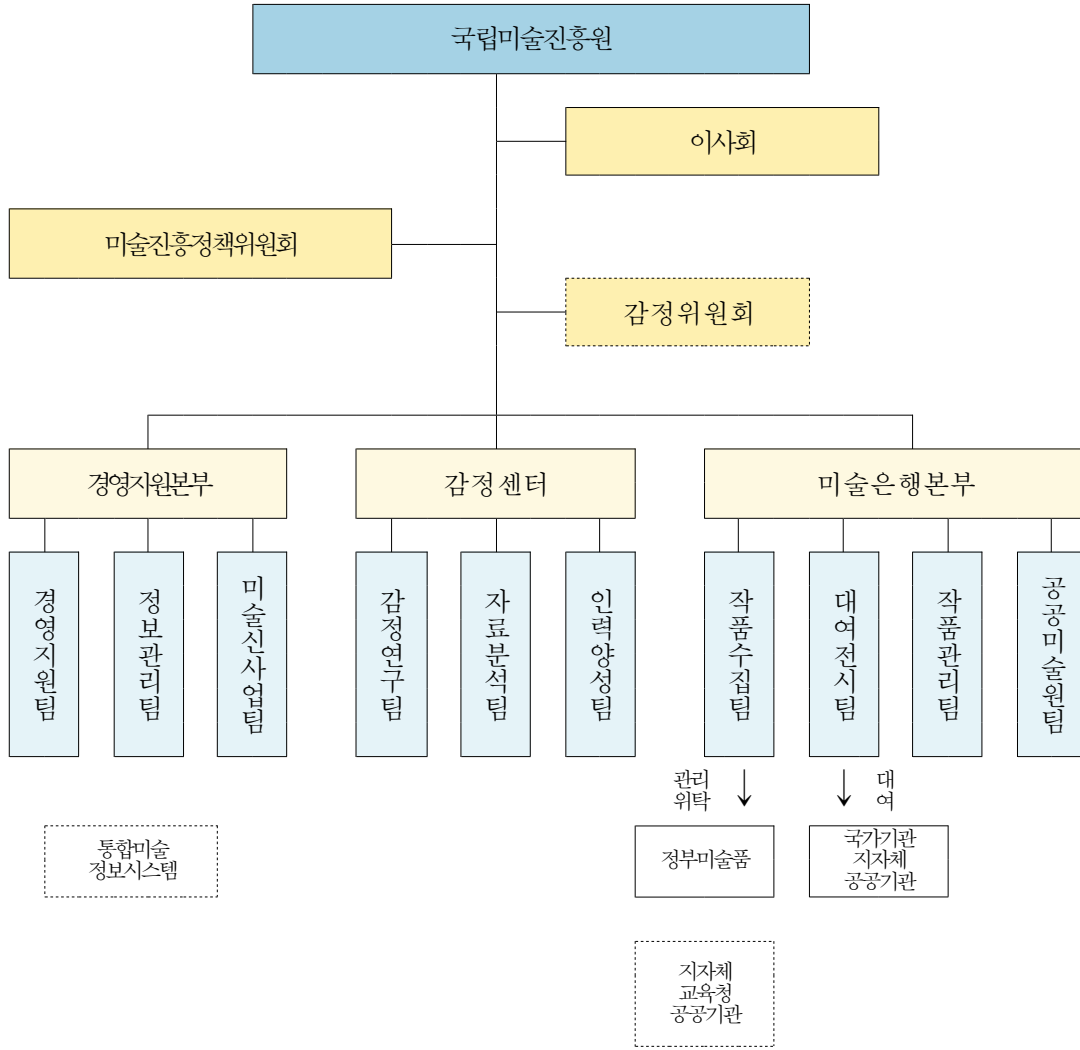 국립미술진흥원
이사회
미술진흥정책위원회
감정위원회
경영지원본부
감정센터
미술은행본부
경영지원팀
정보관리팀
미술신사업팀
감정연구팀
자료분석팀
인력양성팀
작품수집팀
대여전시팀
작품관리팀
공공미술원팀
관리
위탁
대
여
통합미술
정보시스템
정부미술품
국가기관
지자체
공공기관
지자체
교육청
공공기관